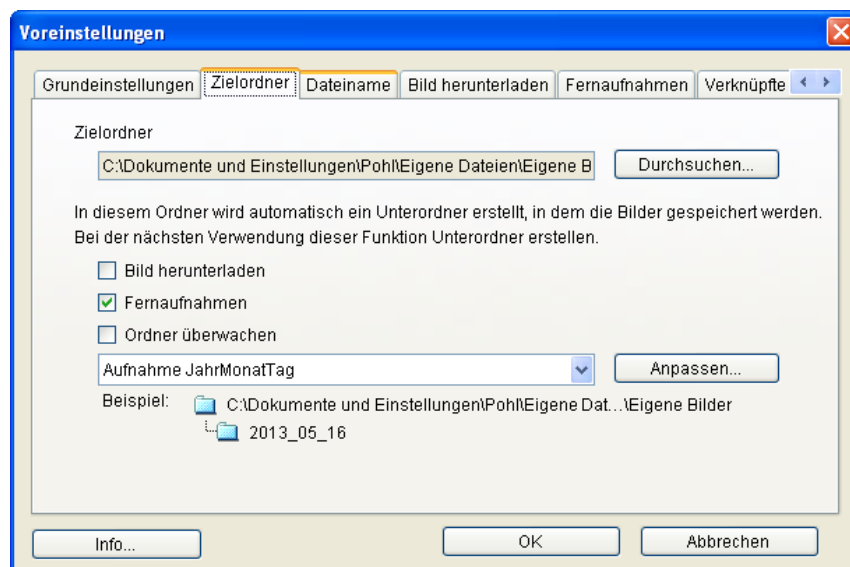 Voreinstellungen
Grundeinstellungen Zielordner Dateiname Bild herunterladen Fernaufnahmen Verknüpfte
Zielordner
C:\Dokumente und Einstellungen\Pohl\Eigene Dateien\Eigene B Durchsuchen...
In diesem Ordner wird automatisch ein Unterordner erstellt, in dem die Bilder gespeichert werden.
Bei der nächsten Verwendung dieser Funktion Unterordner erstellen.
Bild herunterladen
Fernaufnahmen
Ordner überwachen
Aufnahme JahrMonatTag Anpassen...
Beispiel: C:\Dokumente und Einstellungen\Pohl\Eigene Dat...\Eigene Bilder
2013_05_16
Info... OK Abbrechen